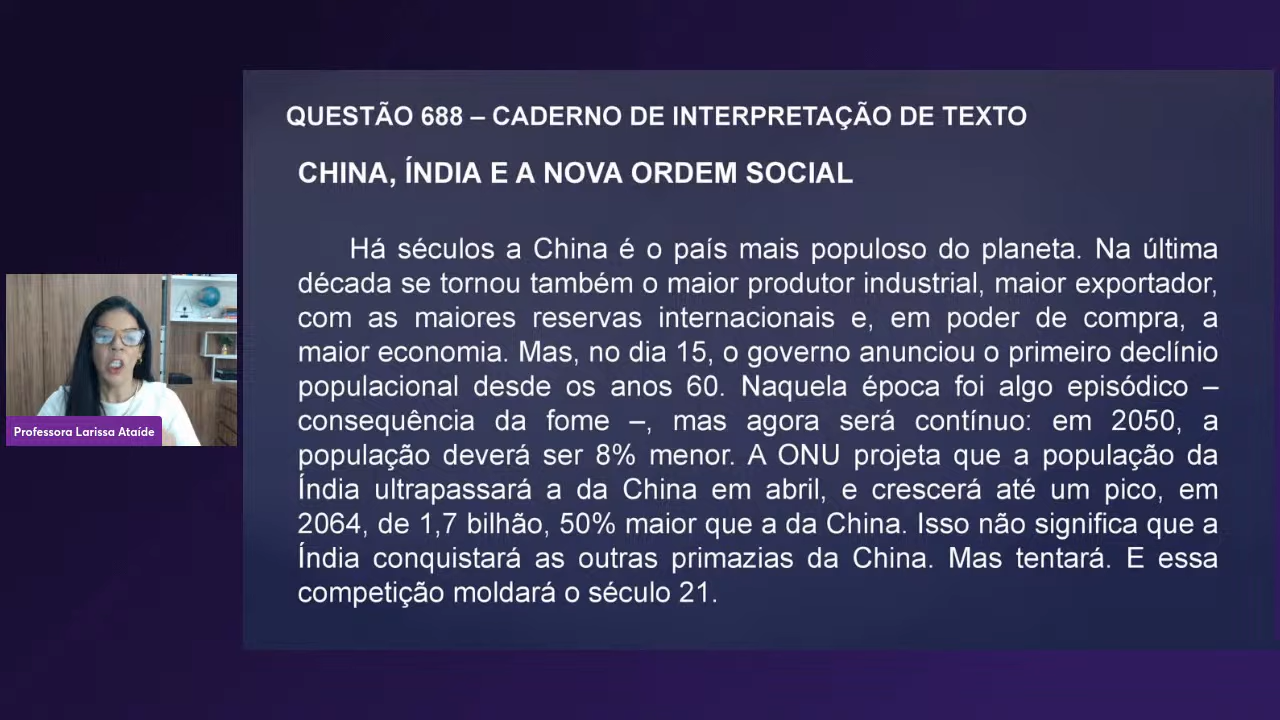 QUESTÃO 688 – CADERNO DE INTERPRETAÇÃO DE TEXTO
CHINA, ÍNDIA E A NOVA ORDEM SOCIAL
Há séculos a China é o país mais populoso do planeta. Na última
década se tornou também o maior produtor industrial, maior exportador,
com as maiores reservas internacionais e, em poder de compra, a
maior economia. Mas, no dia 15, o governo anunciou o primeiro declínio
populacional desde os anos 60. Naquela época foi algo episódico –
consequência da fome –, mas agora será contínuo: em 2050, a
população deverá ser 8% menor. A ONU projeta que a população da
Índia ultrapassará a da China em abril, e crescerá até um pico, em
2064, de 1,7 bilhão, 50% maior que a da China. Isso não significa que a
Índia conquistará as outras primazias da China. Mas tentará. E essa
competição moldará o século 21.
Professora Larissa Ataíde